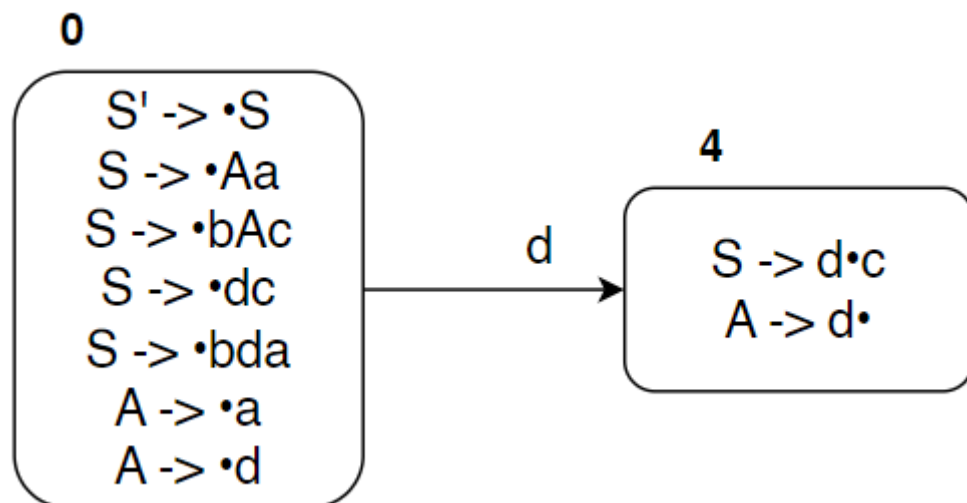 0
S' -> •S
S -> •Aa
S -> •bAc
S -> •dc
S -> •bda
A -> •a
A -> •d
d
4
S -> d•c
A -> d•